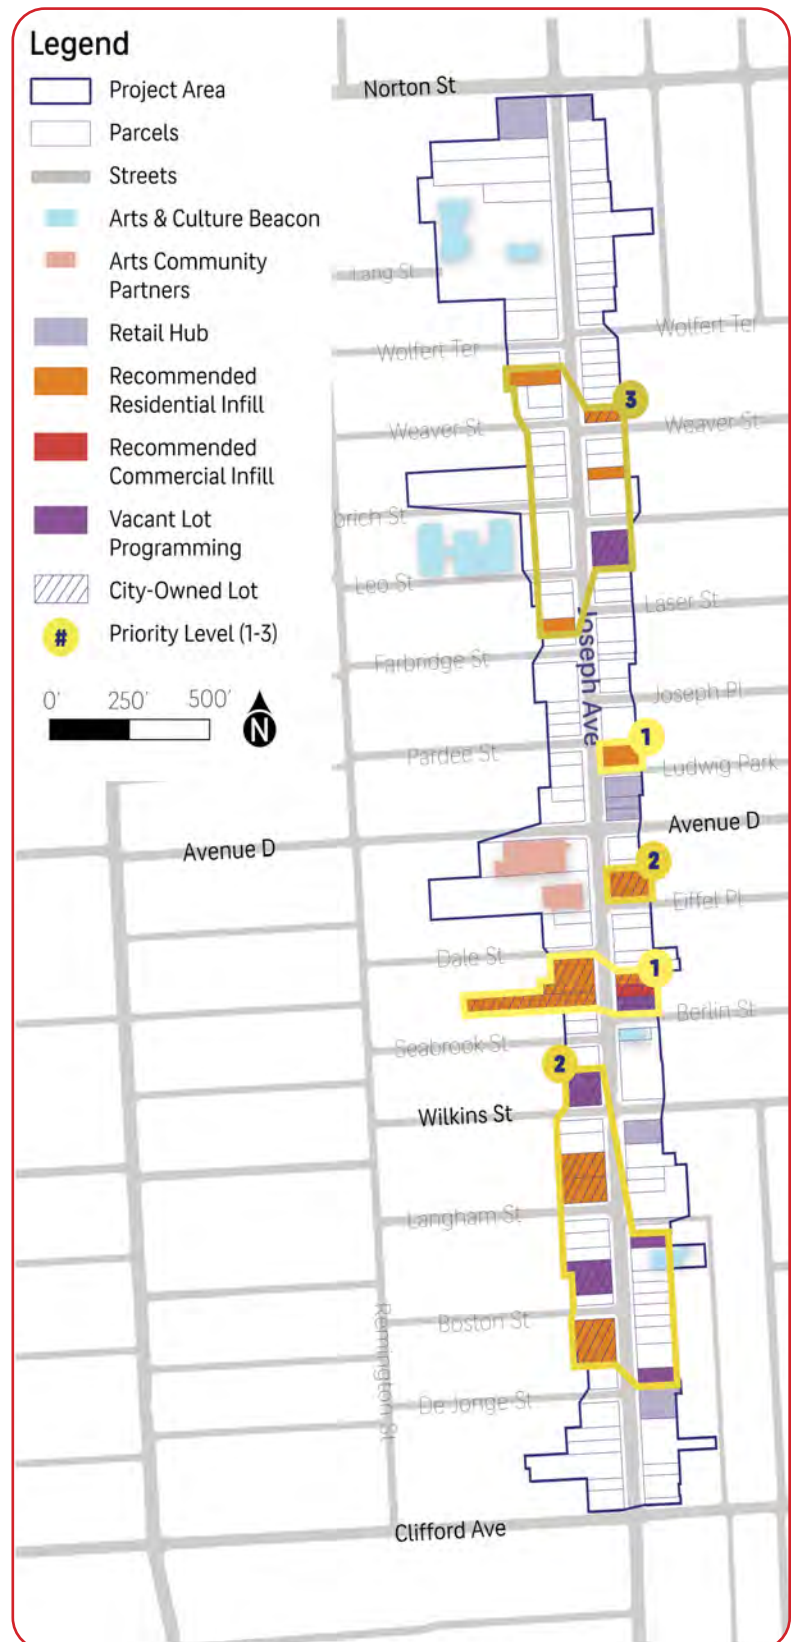 Legend
Project Area
Parcels
Streets
Arts & Culture Beacon
Arts Community
Partners
Retail Hub
Recommended
Residential Infill
Recommended
Commercial Infill
Vacant Lot
Programming
City-Owned Lot
#
Priority Level (1-3)
0'
250'
500'
N
Norton St
Lang St
Wolfert Ter
Wolfert Ter
3
Weaver St
Weaver St
brich St
Leo St
Laser St
Joseph Ave
Farbridge St
Joseph Pl
1
Pardee St
Ludwig Park
Avenue D
Avenue D
2
Eiffel Pl
Dale St
1
Berlin St
Seabrook St
2
Wilkins St
Langham St
Boston St
Remington St
De Jonge St
Clifford Ave